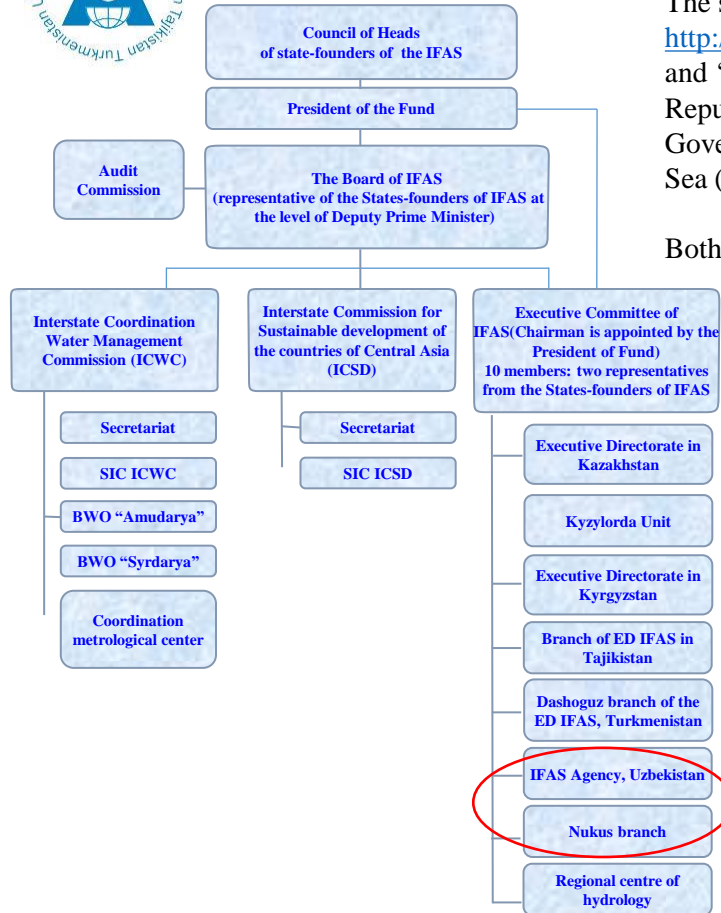 Tajikistan Turkmenistan
The
http:/
and
Repu
Gove
Sea (
Both
Council of Heads
of state-founders of the IFAS
President of the Fund
Audit
Commission
The Board of IFAS
(representative of the States-founders of IFAS at
the level of Deputy Prime Minister)
Interstate Coordination
Water Management
Commission (ICWC)
Interstate Commission for
Sustainable development of
the countries of Central Asia
(ICSD)
Executive Committee of
IFAS(Chairman is appointed by the
President of Fund)
10 members: two representatives
from the States-founders of IFAS
Secretariat
SIC ICWC
BWO “Amudarya”
BWO “Syrdarya”
Coordination
metrological center
Secretariat
SIC ICSD
Executive Directorate in
Kazakhstan
Kyzylorda Unit
Executive Directorate in
Kyrgyzstan
Branch of ED IFAS in
Tajikistan
Dashoguz branch of the
ED IFAS, Turkmenistan
IFAS Agency, Uzbekistan
Nukus branch
Regional centre of
hydrology